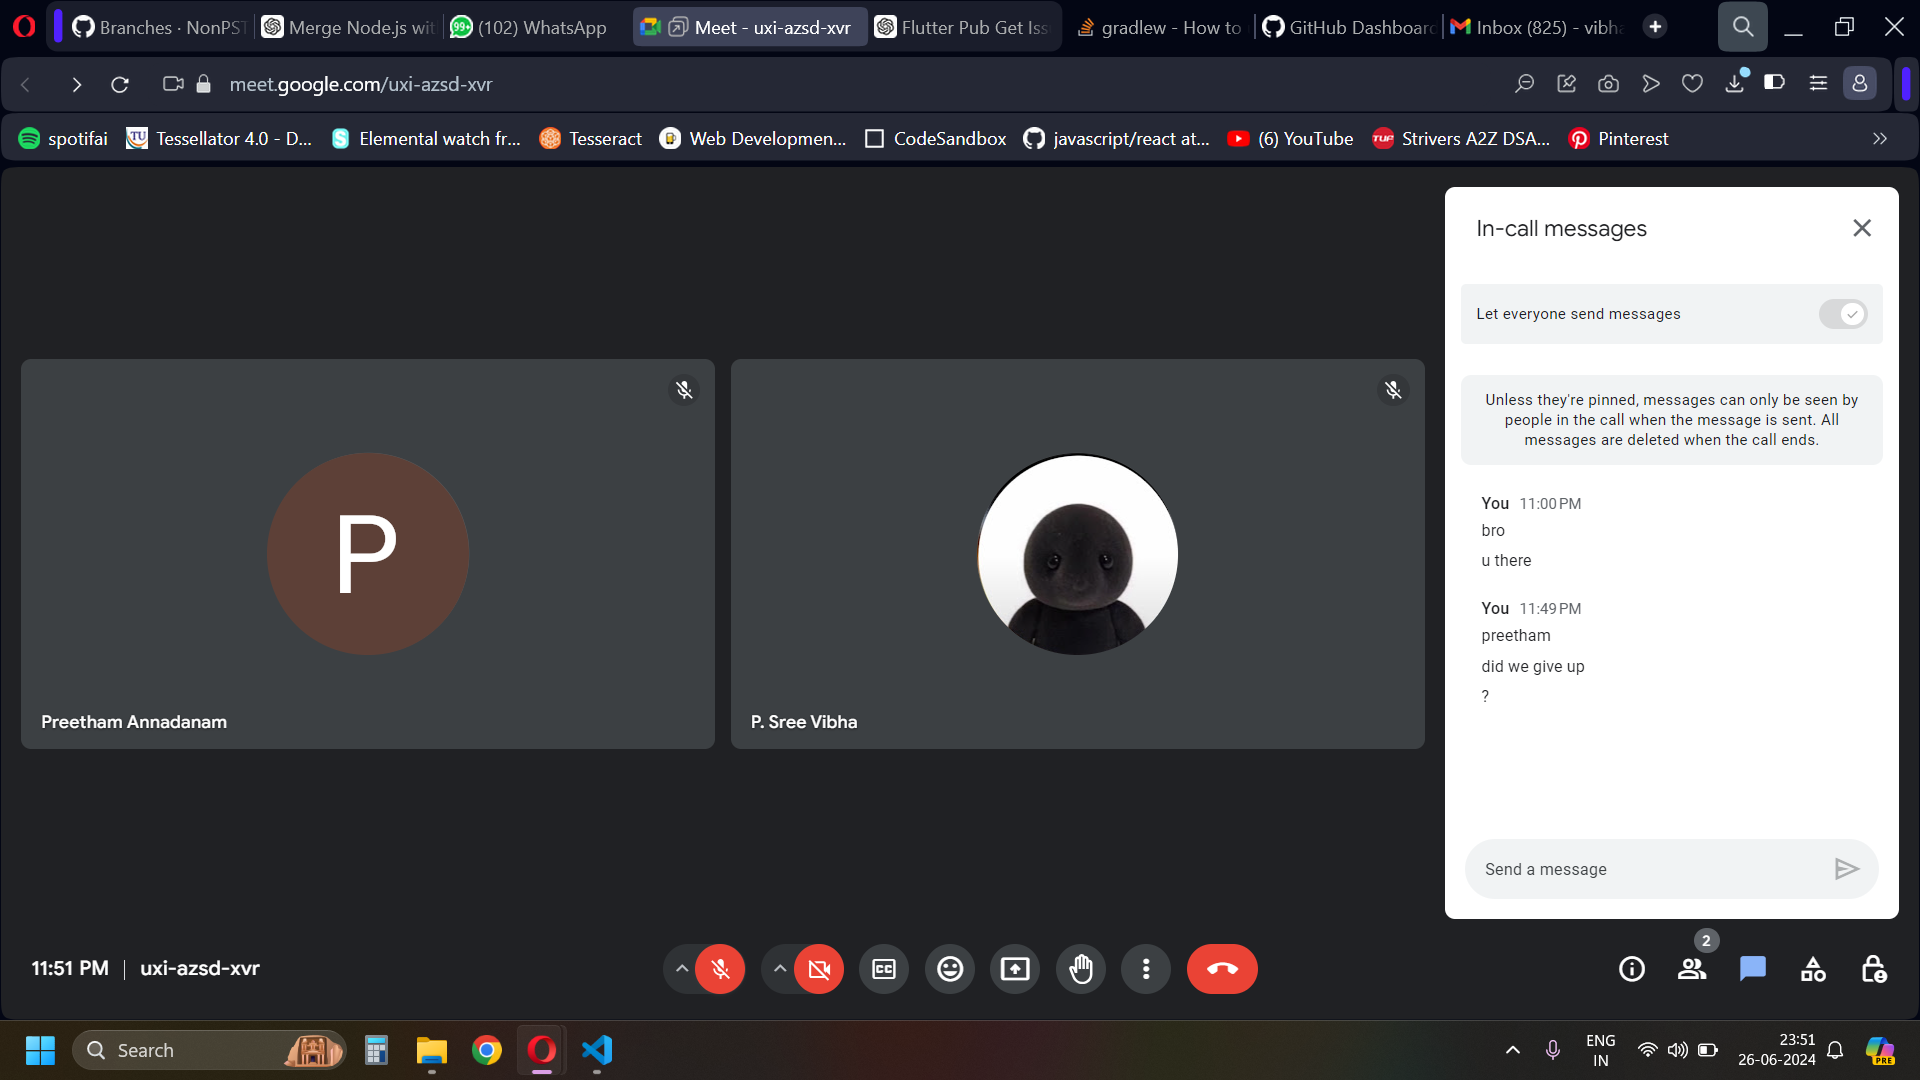 Branches · NonPST
Merge Node.js wit
99+
(102) WhatsApp
Meet - uxi-azsd-xvr
Flutter Pub Get Iss
gradlew - How to
GitHub Dashboard
Inbox (825) - vibha
meet.google.com/uxi-azsd-xvr
spotifai
TU
Tessellator 4.0 - D...
Elemental watch fr...
Tesseract
Web Developmen...
CodeSandbox
javascript/react at...
(6) YouTube
TUF
Strivers A2Z DSA...
Pinterest
In-call messages
Let everyone send messages
Unless they're pinned, messages can only be seen by
people in the call when the message is sent. All
messages are deleted when the call ends.
You 11:00 PM
bro
u there
You 11:49 PM
preetham
did we give up
?
Send a message
P
Preetham Annadanam
P. Sree Vibha
11:51 PM
uxi-azsd-xvr
CC
2
Search
ENG
IN
23:51
26-06-2024
PRE